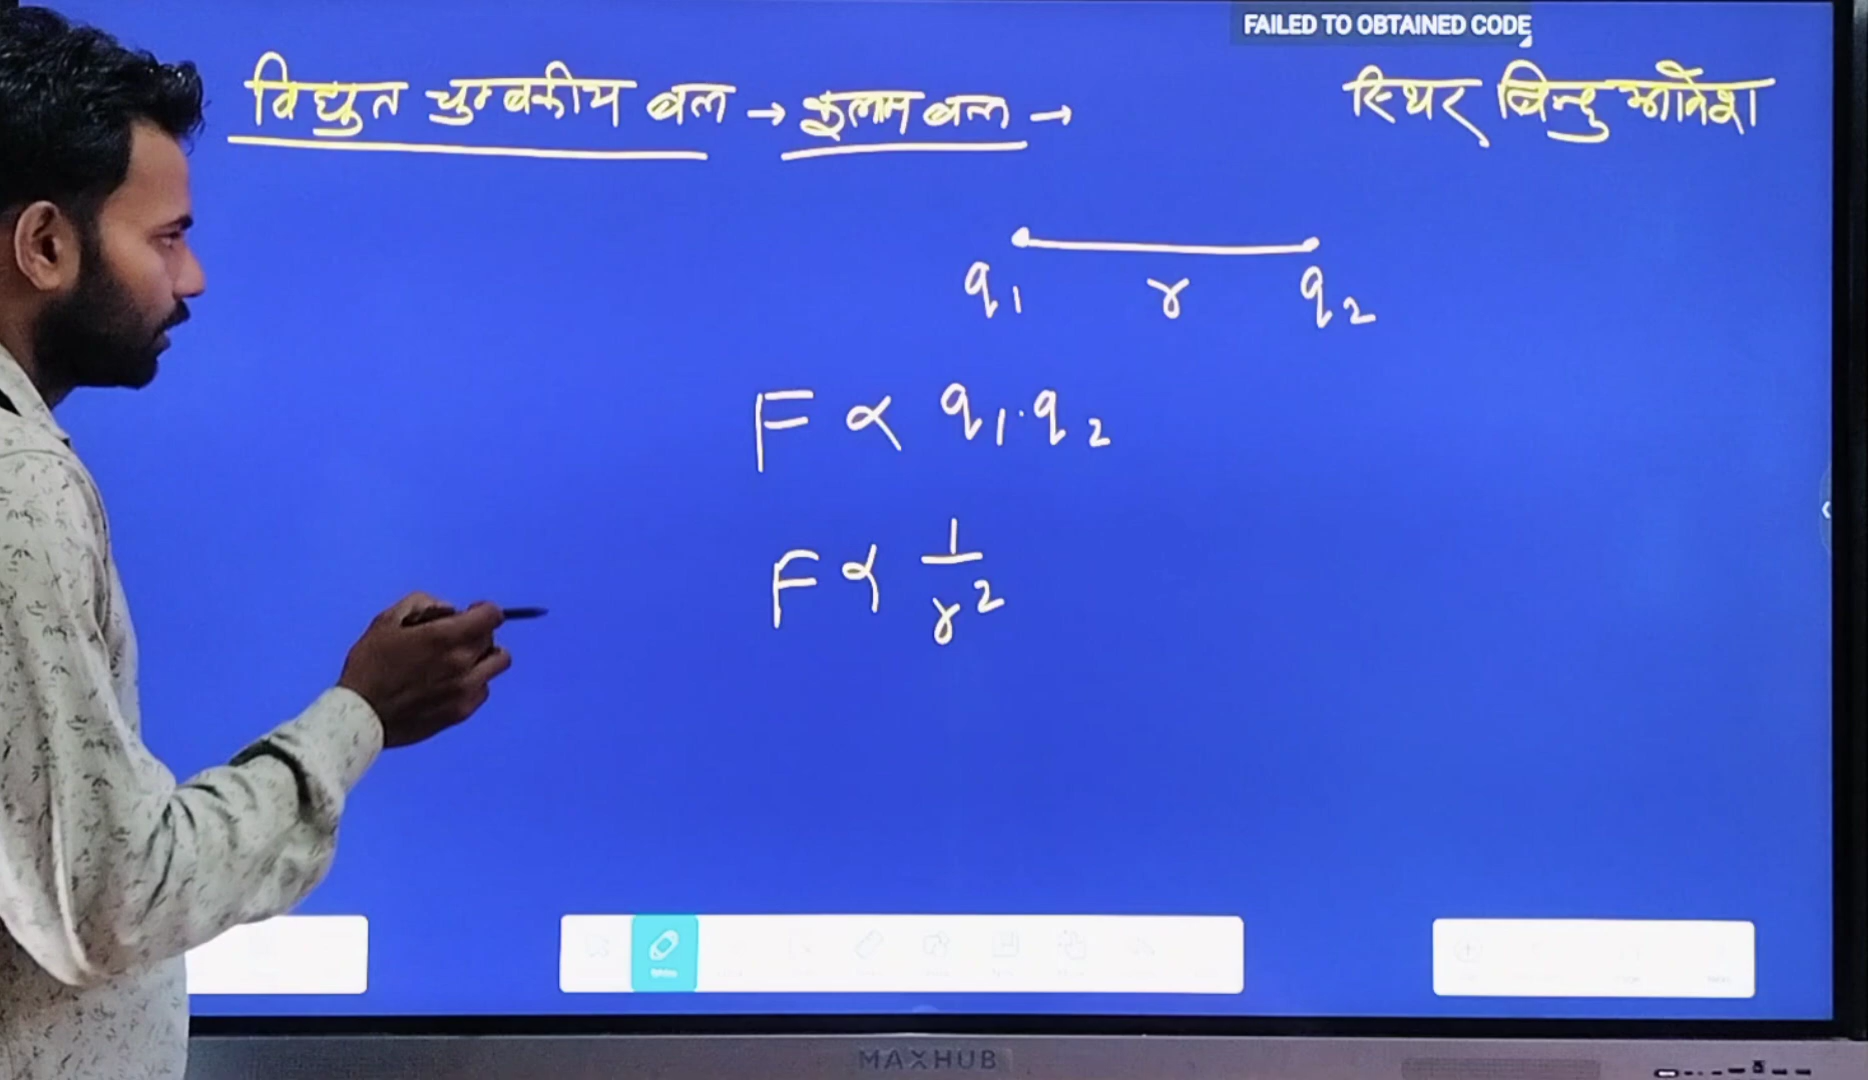 FAILED TO OBTAINED CODE
विद्युत चुम्बकीय बल → कूलाम बल →
स्थिर बिन्दु आवेश
q₁ r q₂
F ∝ q₁.q₂
F ∝ 1/r²
MAXHUB